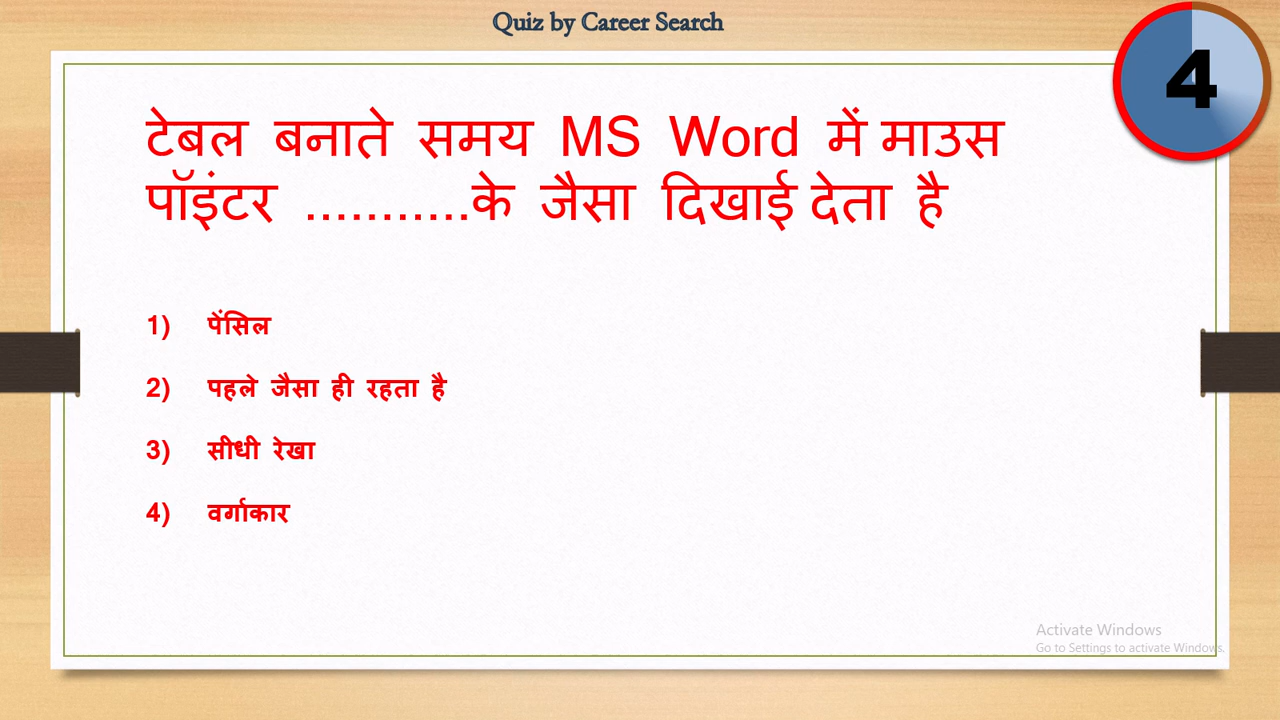 Quiz by Career Search
4
टेबल बनाते समय MS Word में माउस
पॉइंटर ...........के जैसा दिखाई देता है
1) पेंसिल
2) पहले जैसा ही रहता है
3) सीधी रेखा
4) वर्गाकार
Activate Windows
Go to Settings to activate Windows.